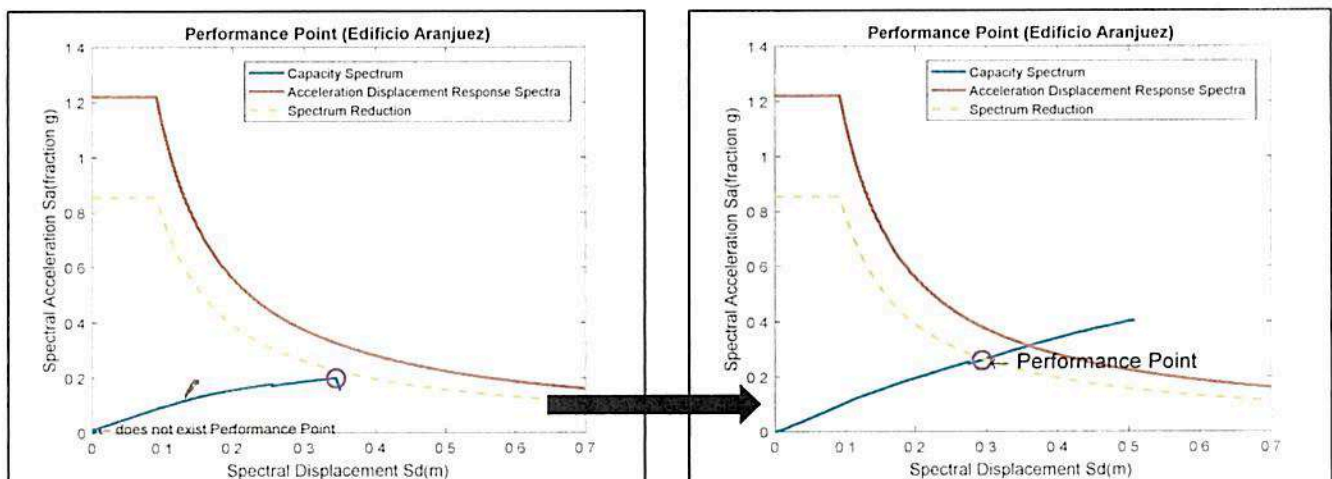 Performance Point (Edificio Aranjuez)
1.4
1.2
1
0.8
0.6
0.4
0.2
0
Spectral Acceleration Sa(fraction g)
Capacity Spectrum
Acceleration Displacement Response Spectra
Spectrum Reduction
does not exist Performance Point
0 0.1 0.2 0.3 0.4 0.5 0.6 0.7
Spectral Displacement Sd(m)
Performance Point (Edificio Aranjuez)
1.4
1.2
1
0.8
0.6
0.4
0.2
0
Spectral Acceleration Sa(fraction g)
Capacity Spectrum
Acceleration Displacement Response Spectra
Spectrum Reduction
Performance Point
0 0.1 0.2 0.3 0.4 0.5 0.6 0.7
Spectral Displacement Sd(m)